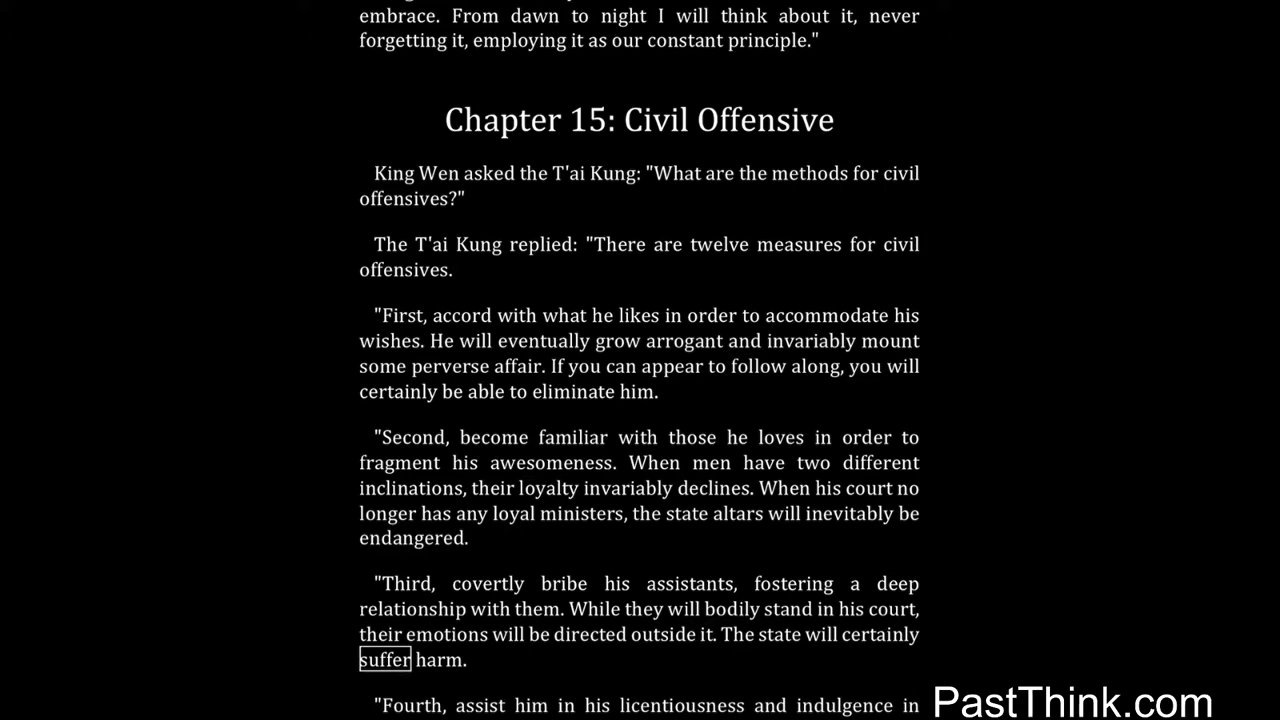 embrace. From dawn to night I will think about it, never
forgetting it, employing it as our constant principle."
Chapter 15: Civil Offensive
King Wen asked the T'ai Kung: "What are the methods for civil
offensives?"
The T'ai Kung replied: "There are twelve measures for civil
offensives.
"First, accord with what he likes in order to accommodate his
wishes. He will eventually grow arrogant and invariably mount
some perverse affair. If you can appear to follow along, you will
certainly be able to eliminate him.
"Second, become familiar with those he loves in order to
fragment his awesomeness. When men have two different
inclinations, their loyalty invariably declines. When his court no
longer has any loyal ministers, the state altars will inevitably be
endangered.
"Third, covertly bribe his assistants, fostering a deep
relationship with them. While they will bodily stand in his court,
their emotions will be directed outside it. The state will certainly
suffer harm.
"Fourth, assist him in his licentiousness and indulgence in
PastThink.com